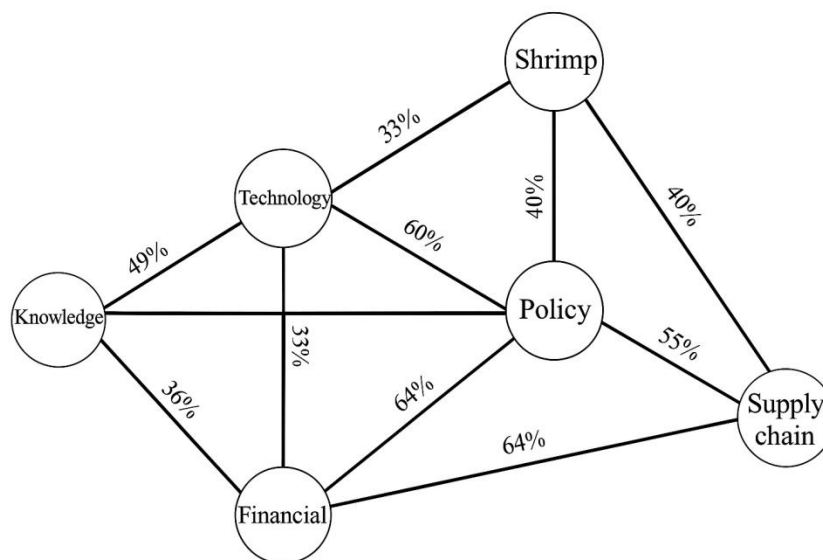 Shrimp
33%
Technology
40%
40%
60%
49%
Knowledge
Policy
33%
55%
36%
64%
Supply
chain
64%
Financial